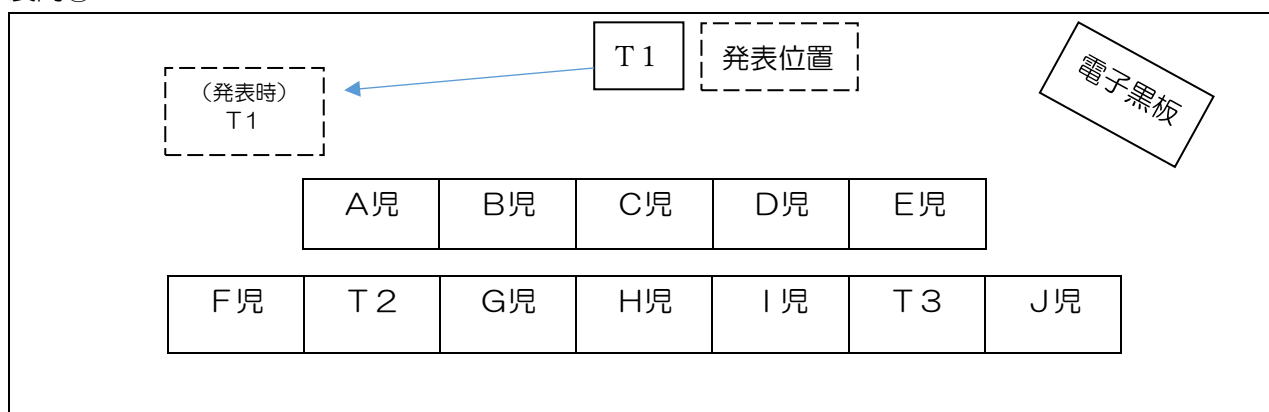 T1
発表位置
電子黒板
（発表時）
T1
A児 B児 C児 D児 E児
F児 T2 G児 H児 I児 T3 J児